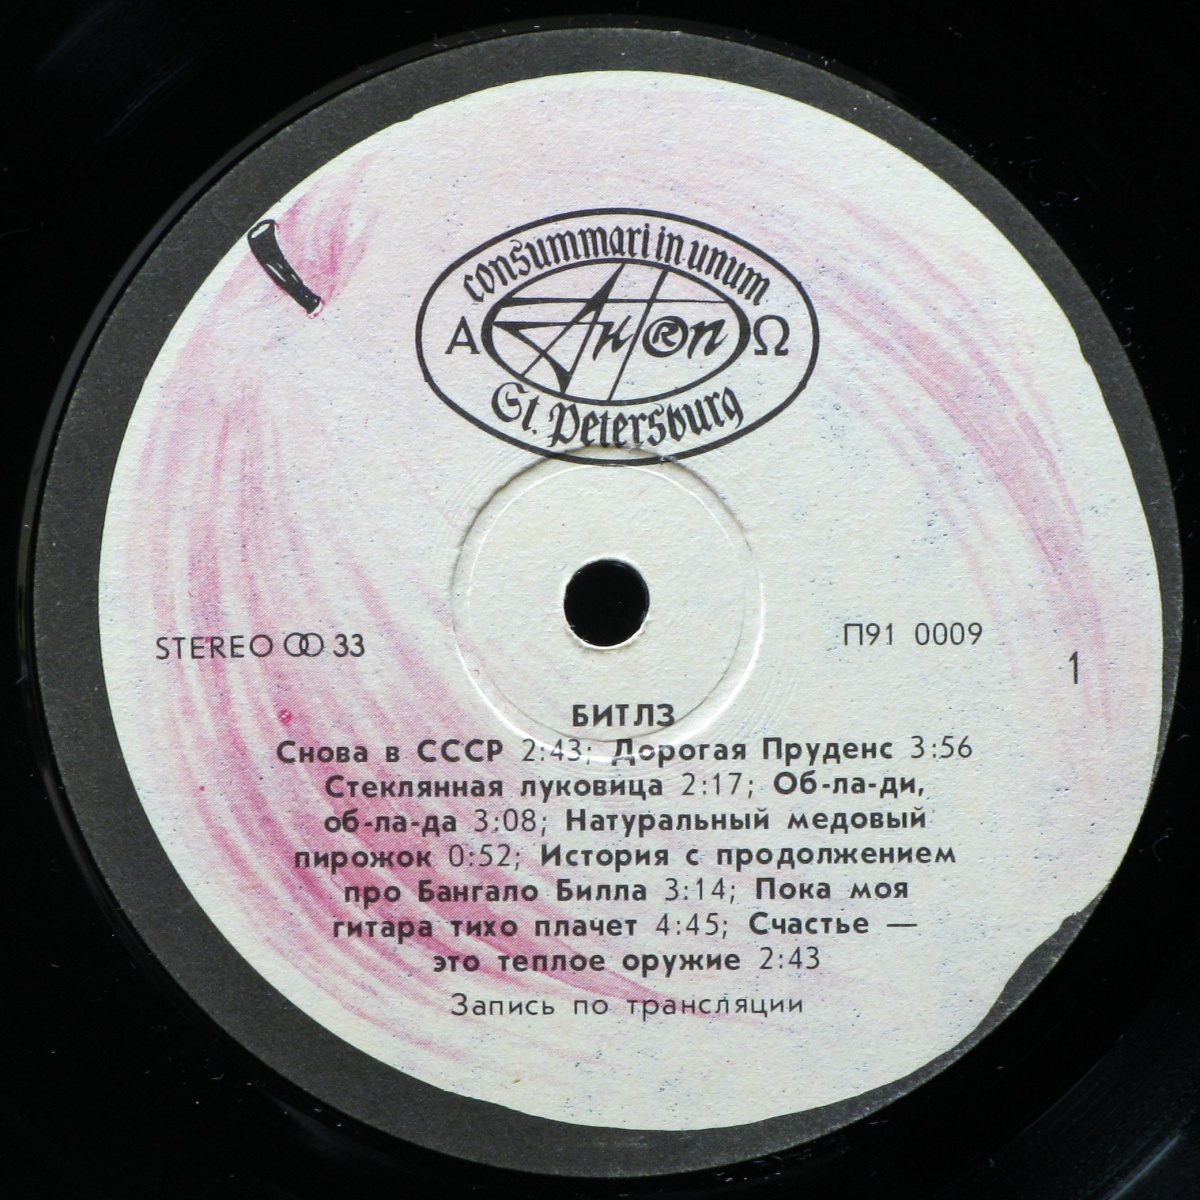 consummari in unum
Α АнтRоп Ω
St. Petersburg
STEREO 33
П91 0009
1
БИТЛЗ
Снова в СССР 2:43; Дорогая Пруденс 3:56
Стеклянная луковица 2:17; Об-ла-ди,
об-ла-да 3:08; Натуральный медовый
пирожок 0:52; История с продолжением
про Бангало Билла 3:14; Пока моя
гитара тихо плачет 4:45; Счастье —
это теплое оружие 2:43
Запись по трансляции